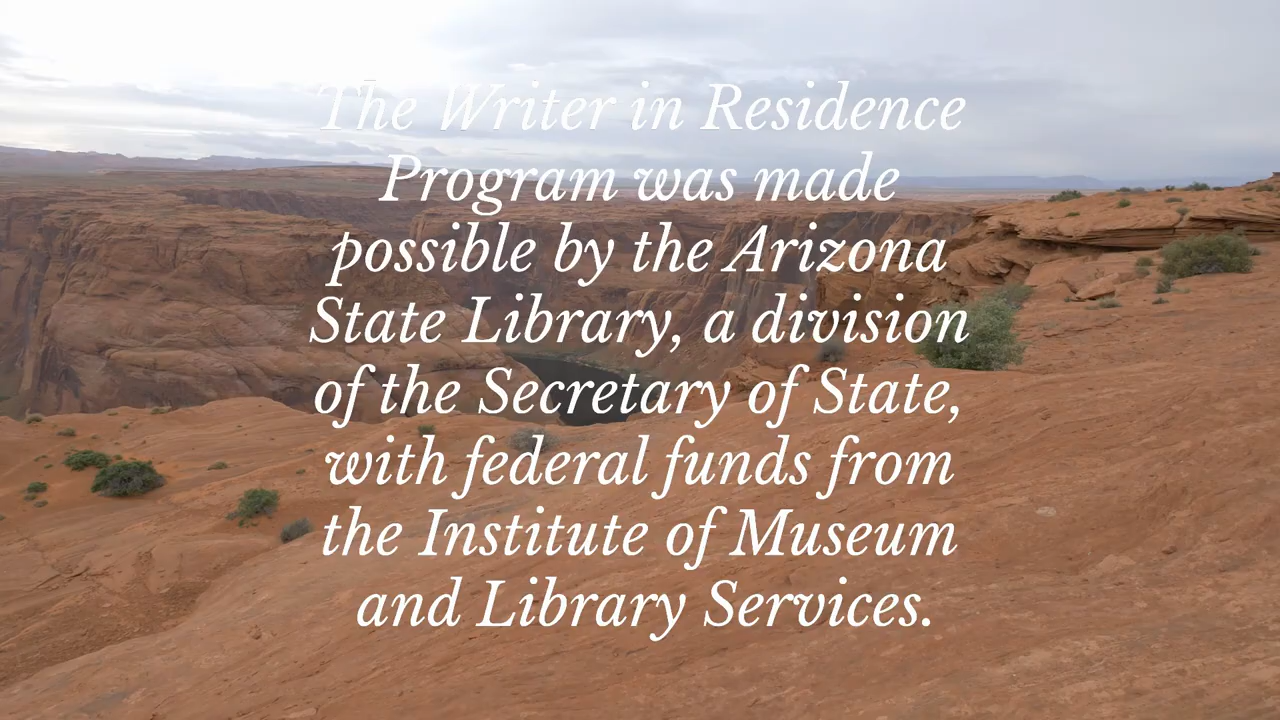 The Writer in Residence
Program was made
possible by the Arizona
State Library, a division
of the Secretary of State,
with federal funds from
the Institute of Museum
and Library Services.